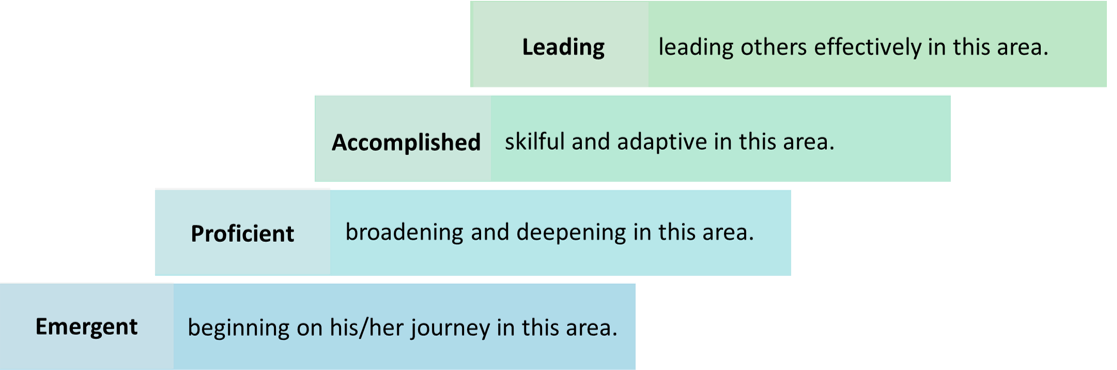 Leading leading others effectively in this area.
Accomplished skilful and adaptive in this area.
Proficient broadening and deepening in this area.
Emergent beginning on his/her journey in this area.